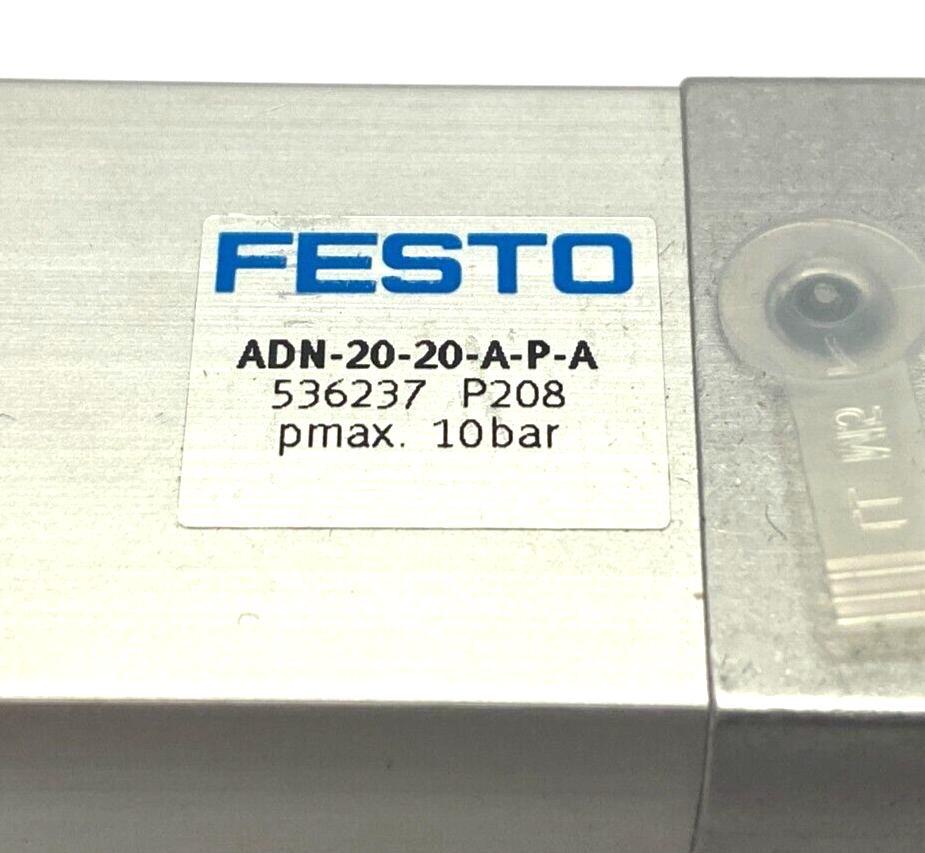 FESTO
ADN-20-20-A-P-A
536237 P208
pmax. 10bar